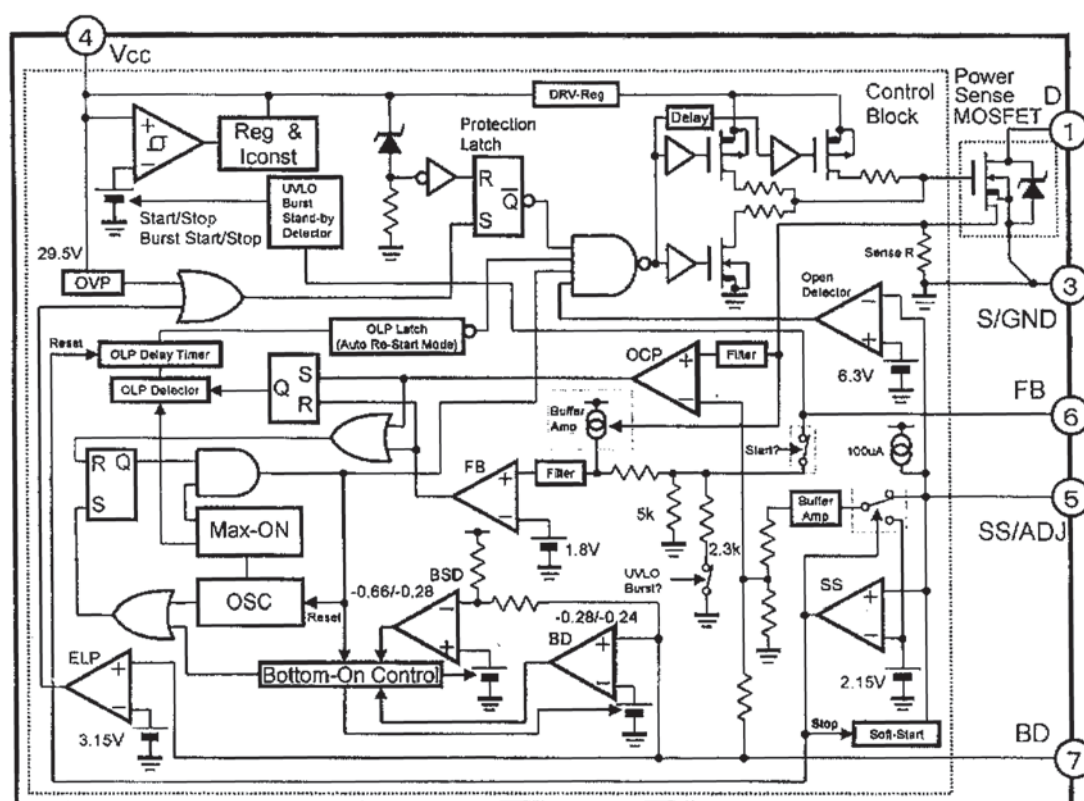 4
Vcc
Control
Block
Power
Sense
MOSFET
D
1
DRV-Reg
Delay
Protection
Latch
Reg &
Iconst
+
σ
−
R
Q
S
UVLO
Burst
Stand-by
Detector
Start/Stop
Burst Start/Stop
Sense R
3
S/GND
29.5V
OVP
Open
Detector
−
+
6.3V
OLP Latch
(Auto Re-Start Mode)
Reset
OLP Delay Timer
OLP Detector
Q
S
R
OCP
+
−
Filter
FB
6
Buffer
Amp
Start?
100uA
R
Q
S
FB
+
−
Filter
5k
Buffer
Amp
5
SS/ADJ
Max-ON
1.8V
2.3k
UVLO
Burst?
BSD
-0.66/-0.28
OSC
Reset
−
+
-0.28/-0.24
BD
+
−
SS
+
−
ELP
+
−
Bottom-On Control
2.15V
3.15V
Stop
Soft-Start
BD
7